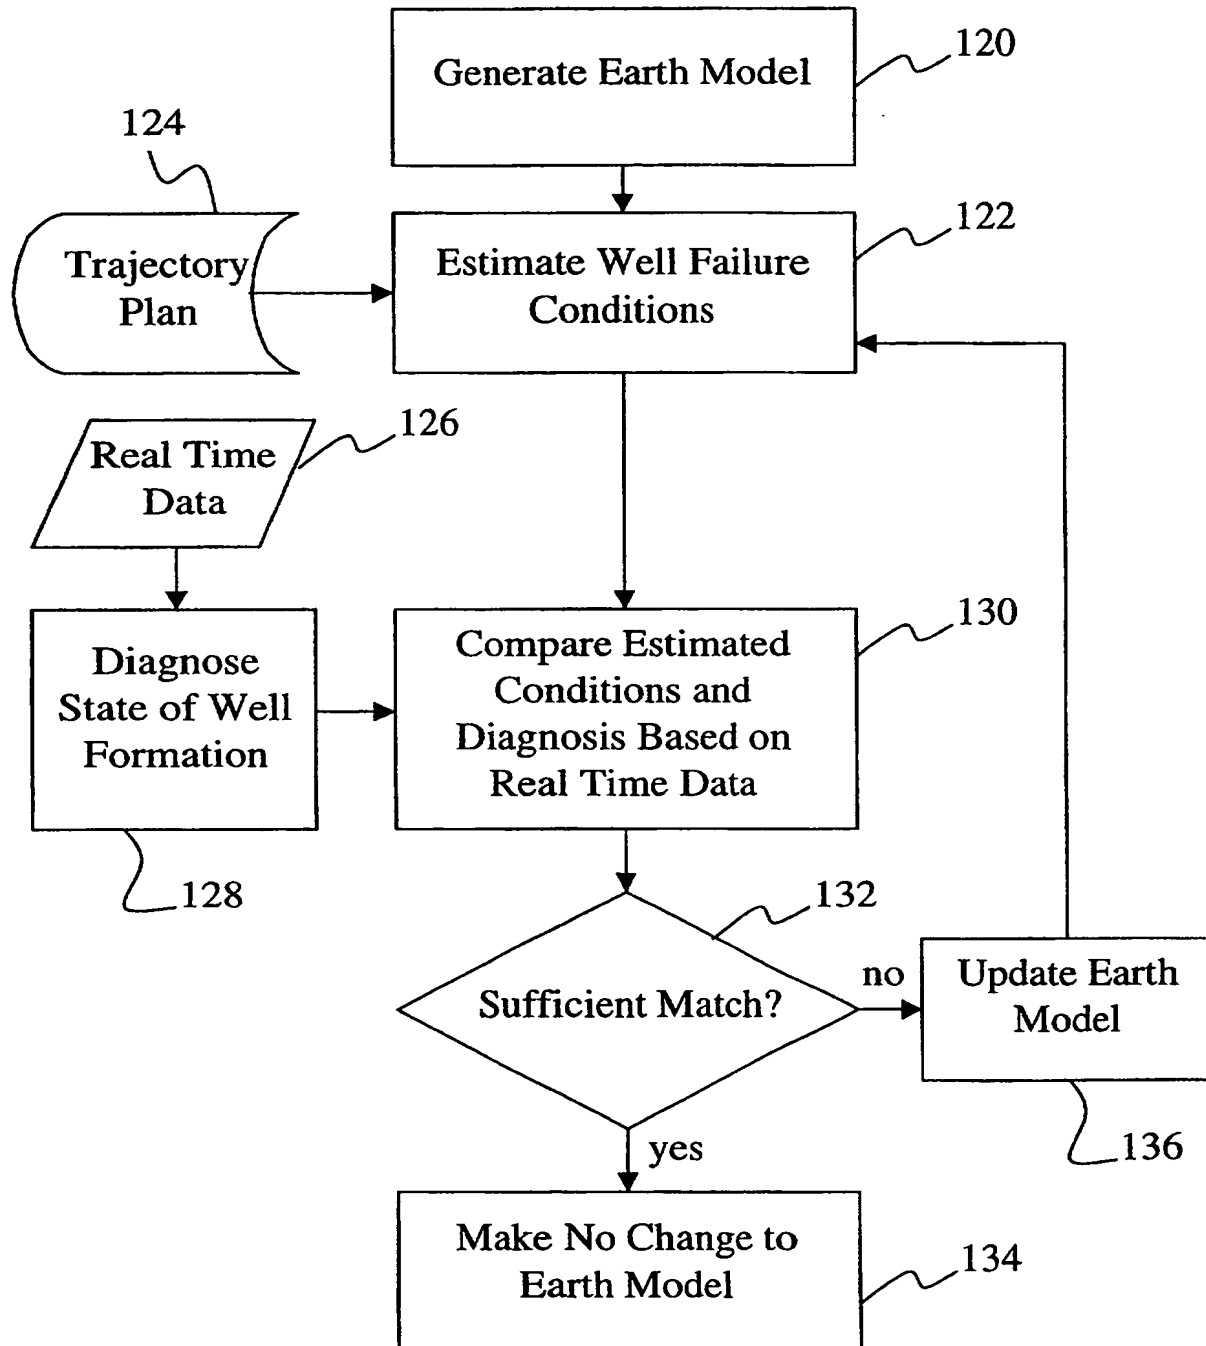 Generate Earth Model
120
124
Trajectory
Plan
Estimate Well Failure
Conditions
122
Real Time
Data
126
Diagnose
State of Well
Formation
128
Compare Estimated
Conditions and
Diagnosis Based on
Real Time Data
130
Sufficient Match?
132
no
Update Earth
Model
136
yes
Make No Change to
Earth Model
134